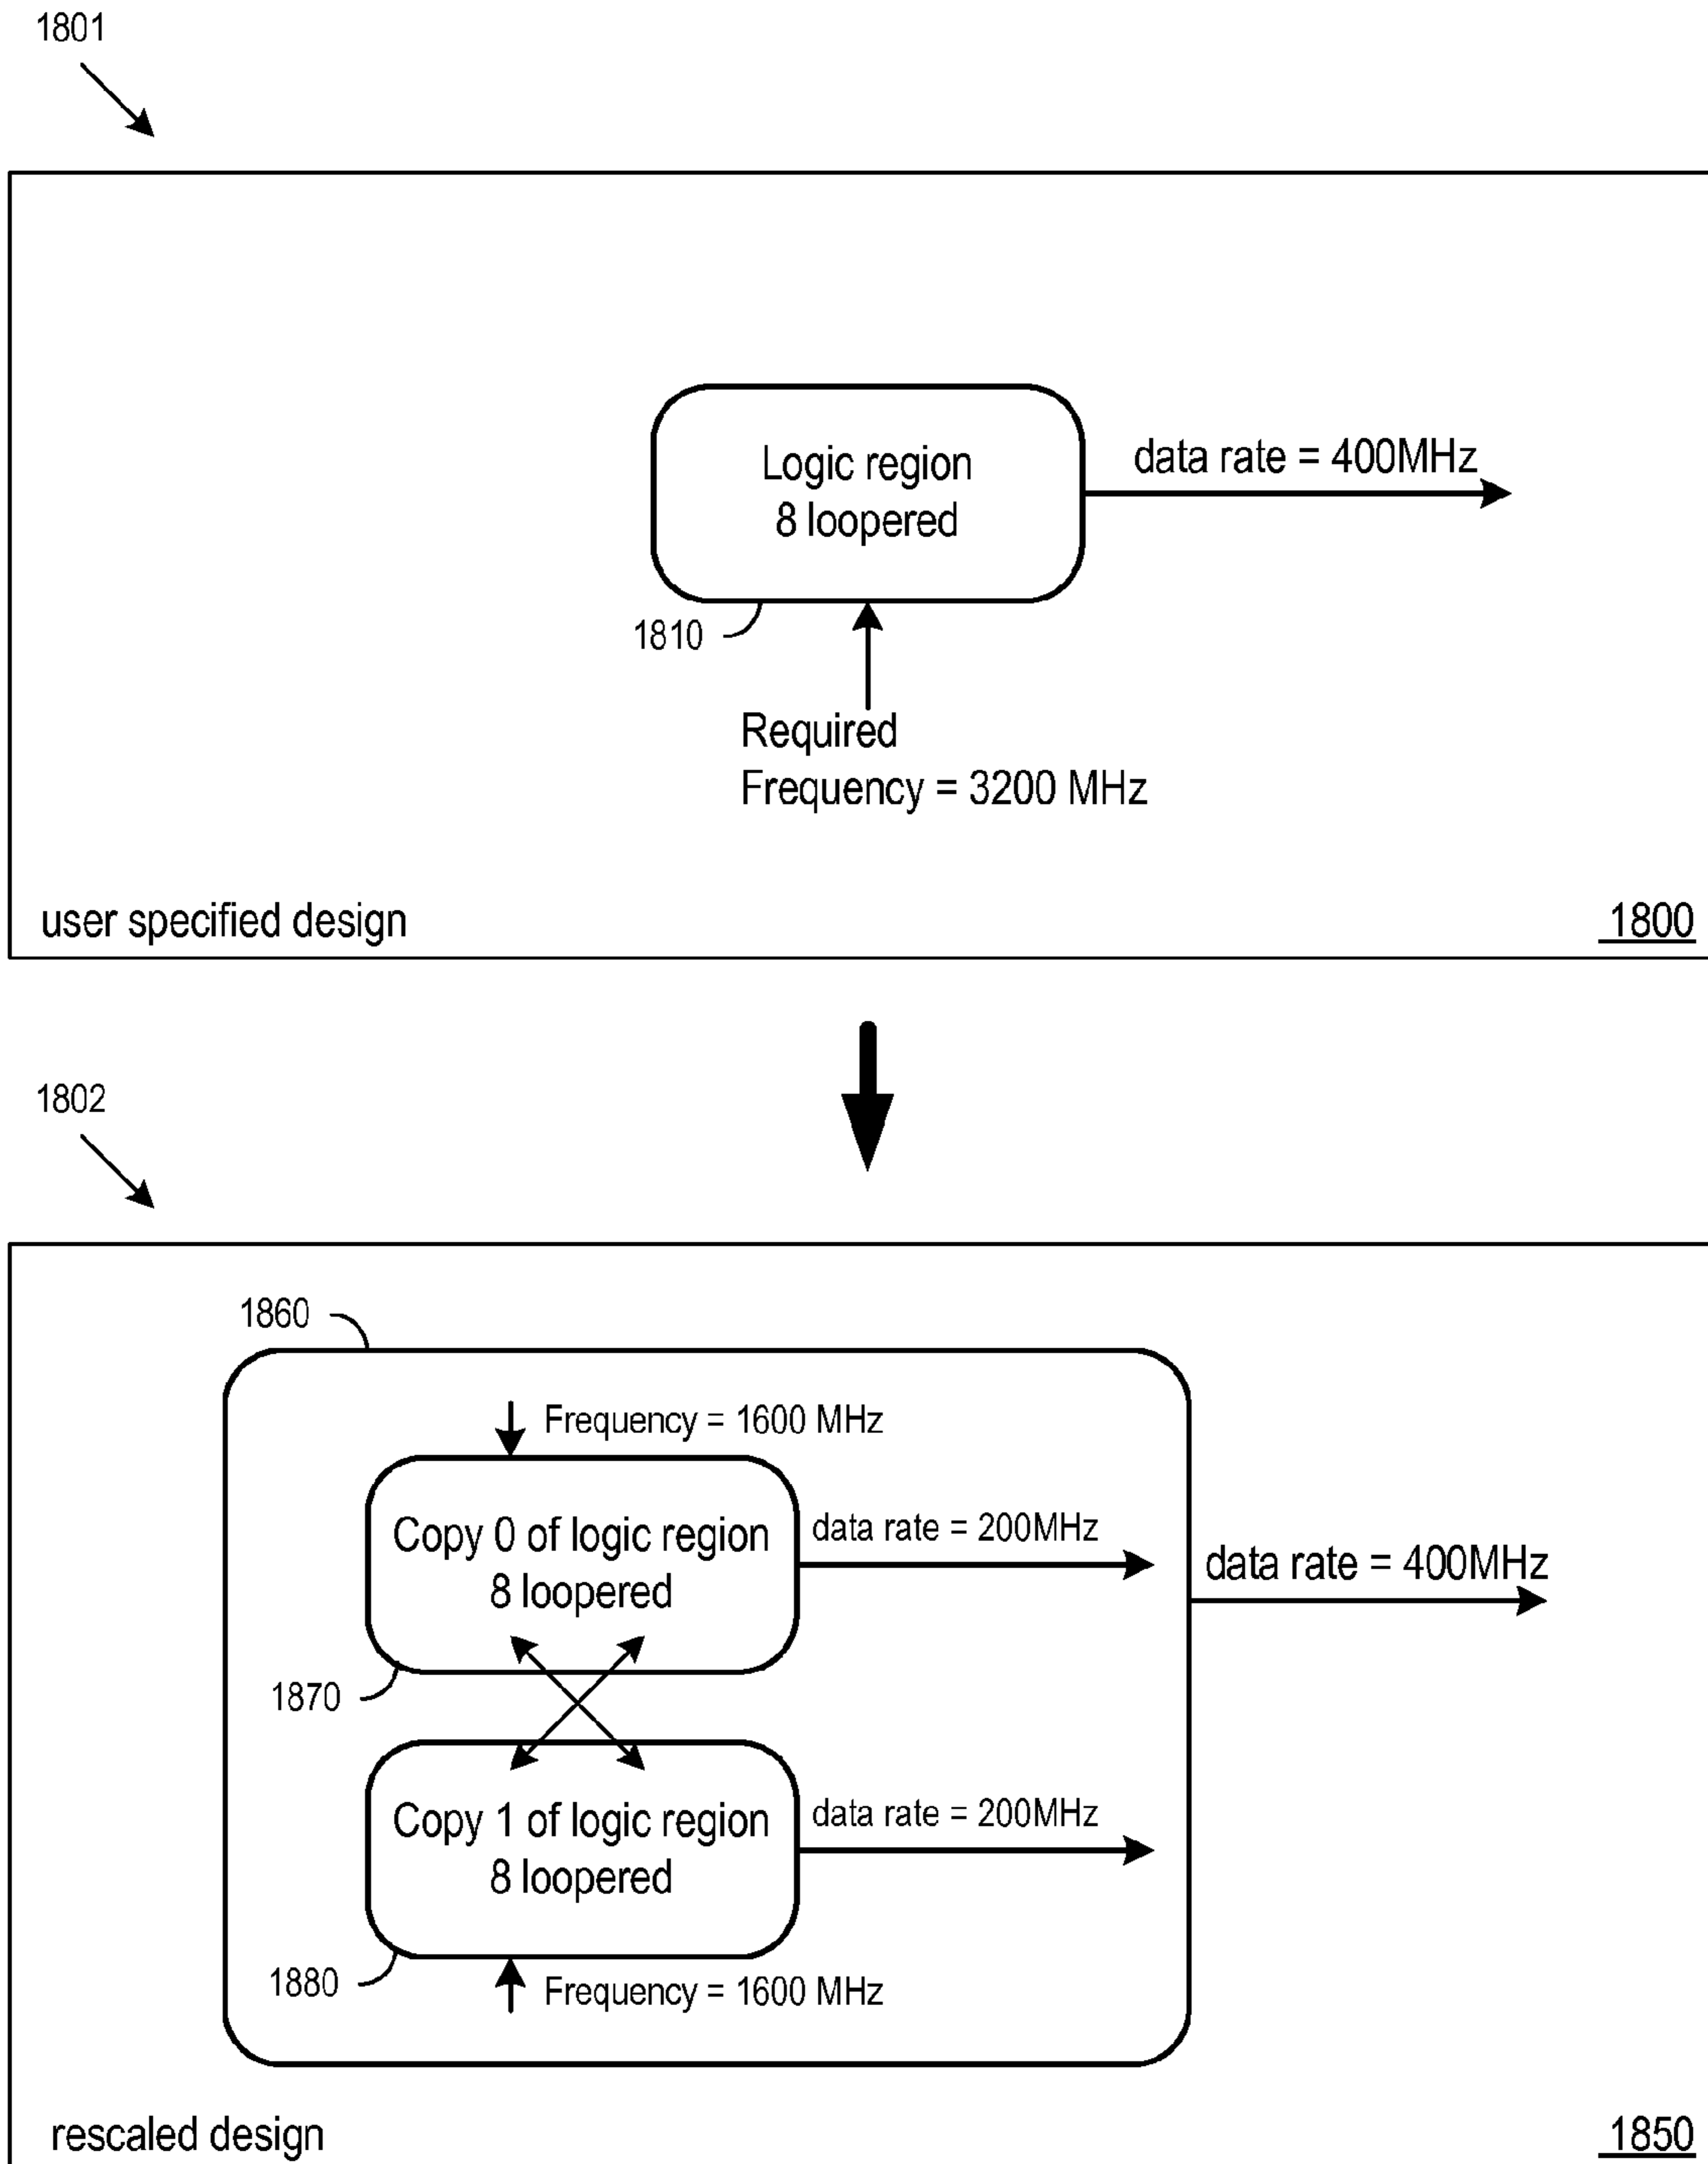 1801
Logic region
8 loopered
data rate = 400MHz
1810
Required
Frequency = 3200 MHz
user specified design
1800
1802
1860
Frequency = 1600 MHz
Copy 0 of logic region
8 loopered
data rate = 200MHz
data rate = 400MHz
1870
Copy 1 of logic region
8 loopered
data rate = 200MHz
1880
Frequency = 1600 MHz
rescaled design
1850